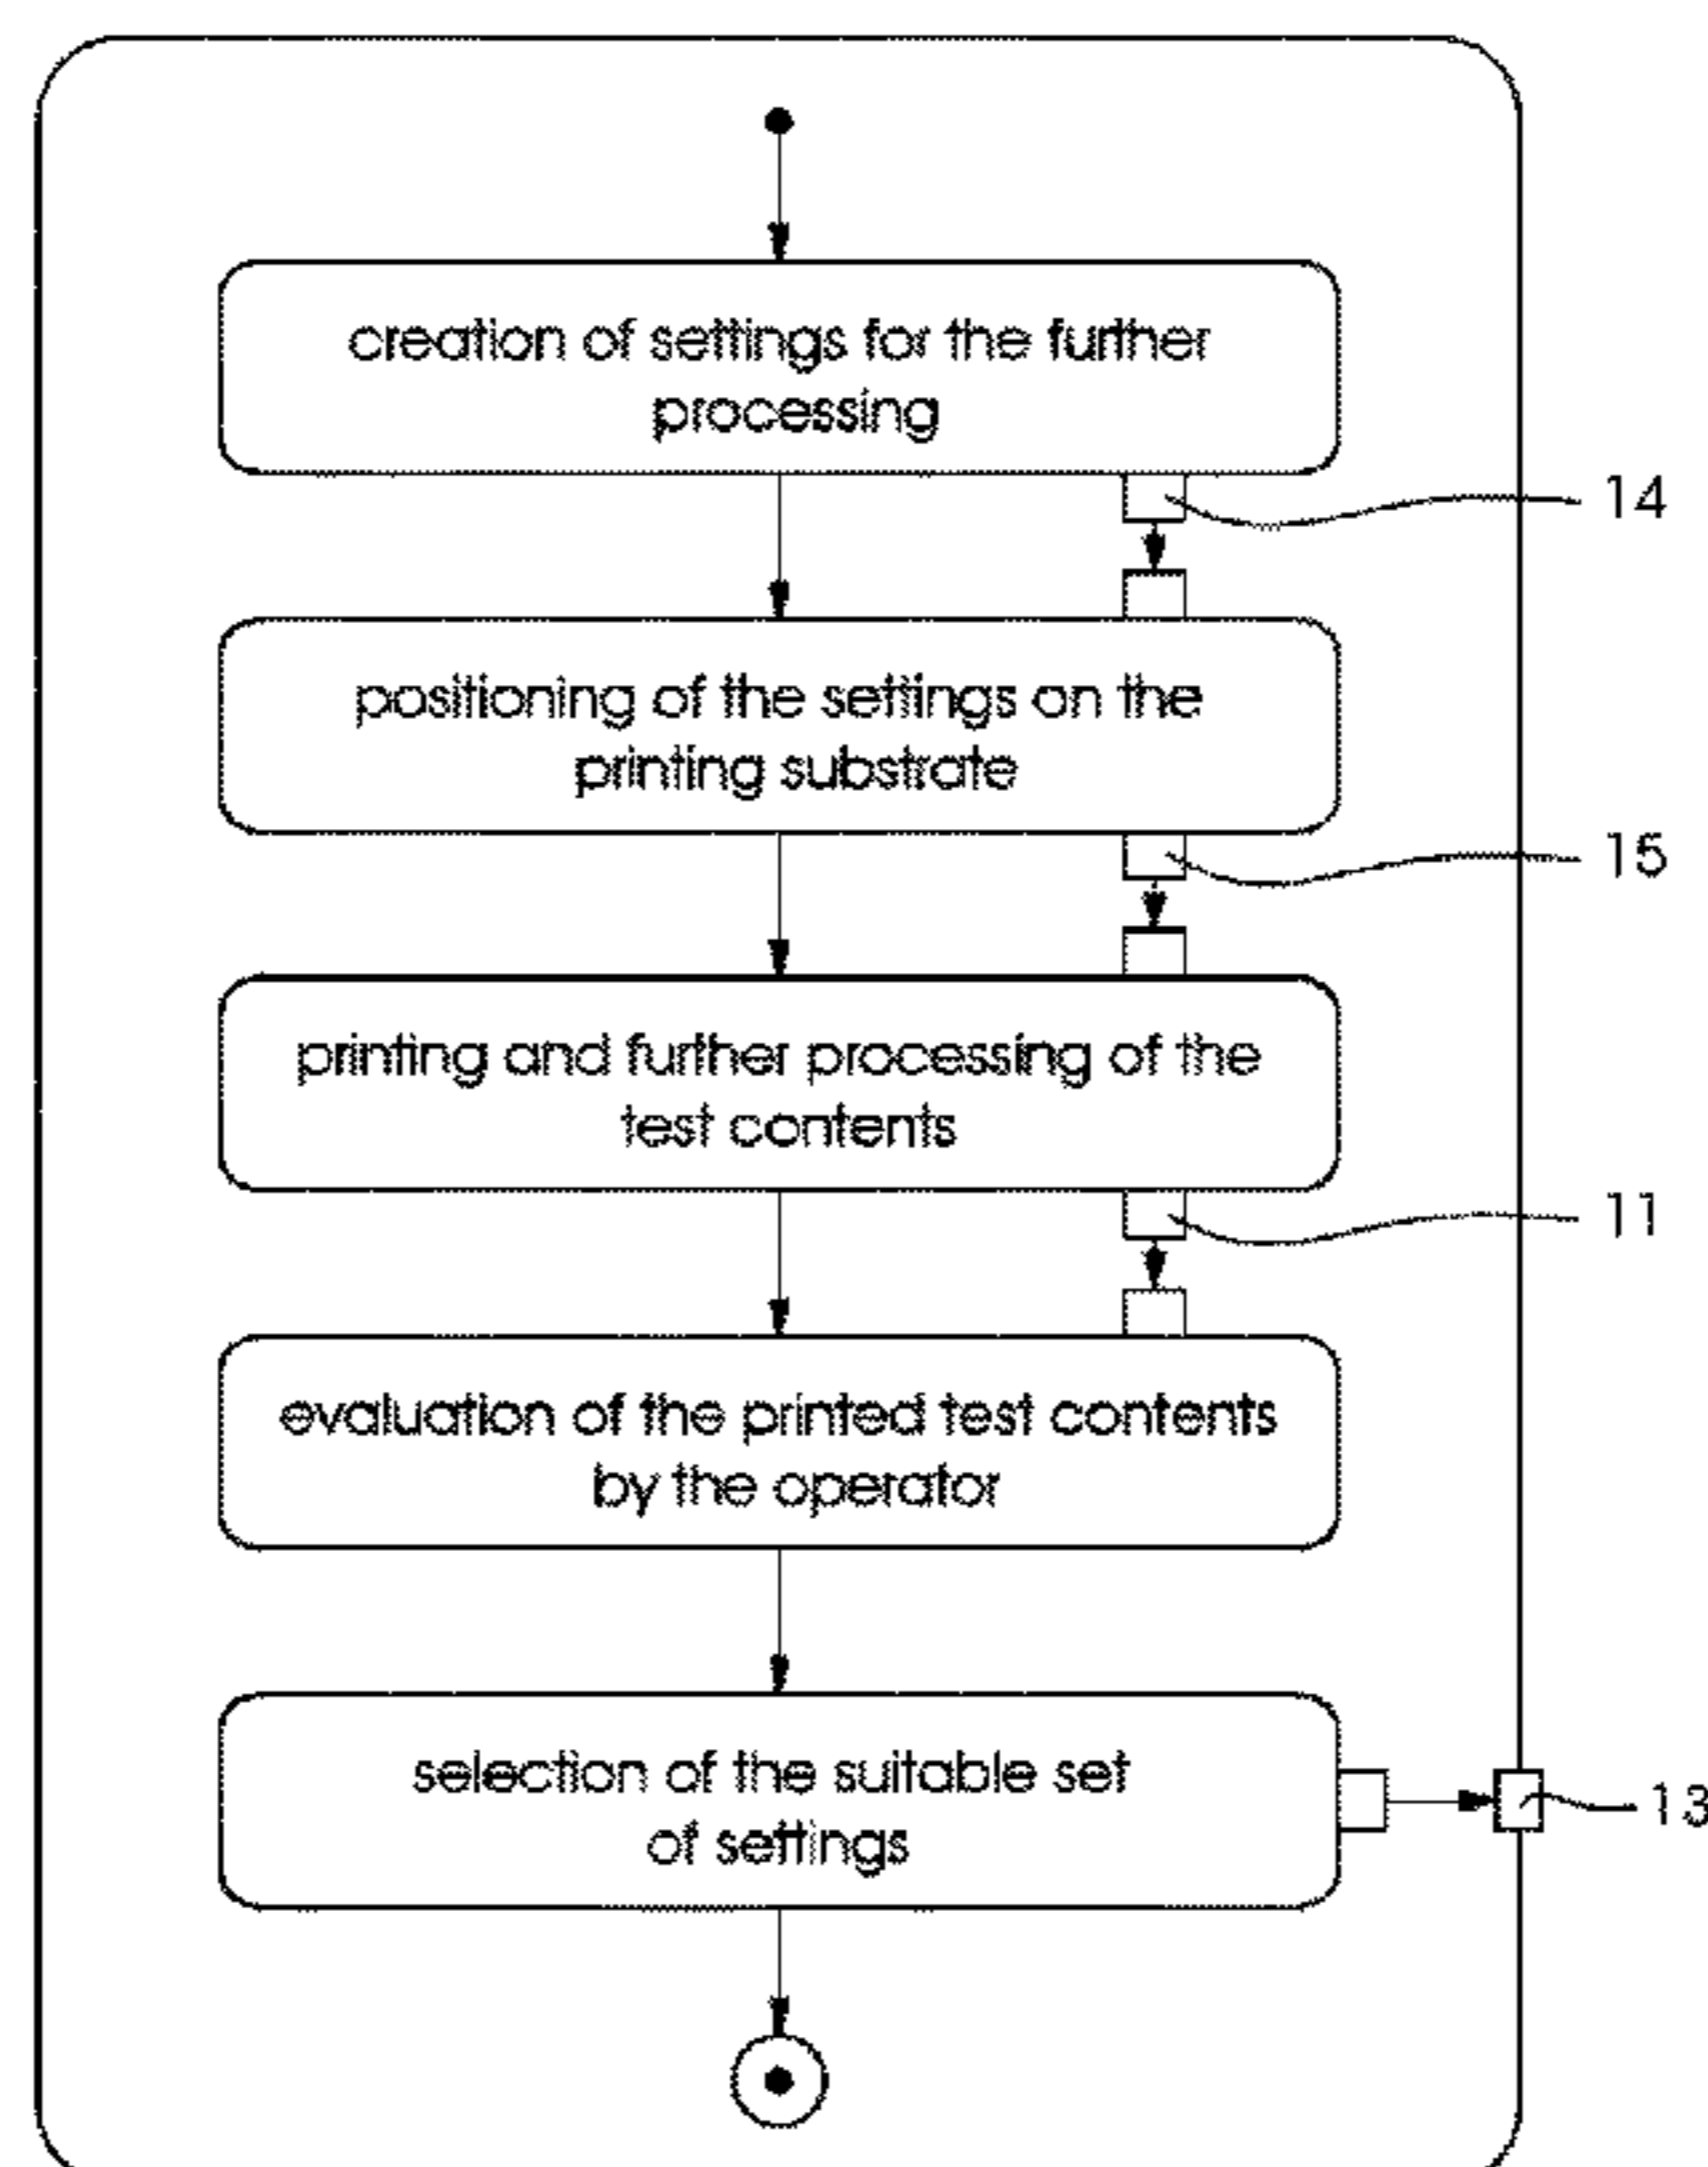 creation of settings for the further
processing
14
positioning of the settings on the
printing substrate
15
printing and further processing of the
test contents
11
evaluation of the printed test contents
by the operator
selection of the suitable set
of settings
13